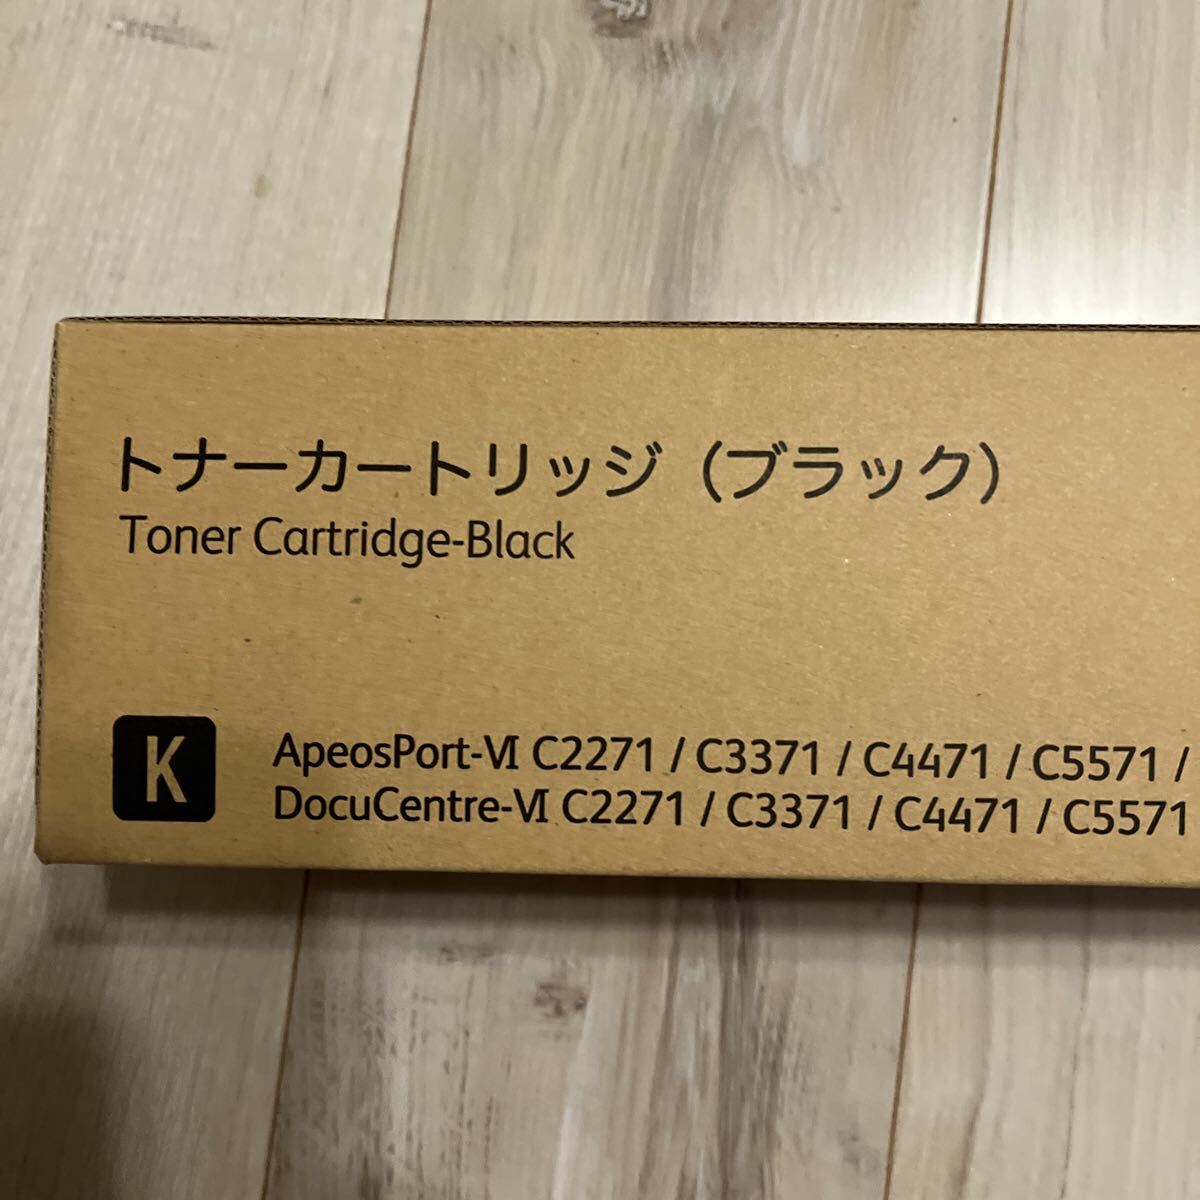 トナーカートリッジ（ブラック）
Toner Cartridge-Black
K
ApeosPort-Ⅵ C2271 / C3371 / C4471 / C5571 /
DocuCentre-Ⅵ C2271 / C3371 / C4471 / C5571